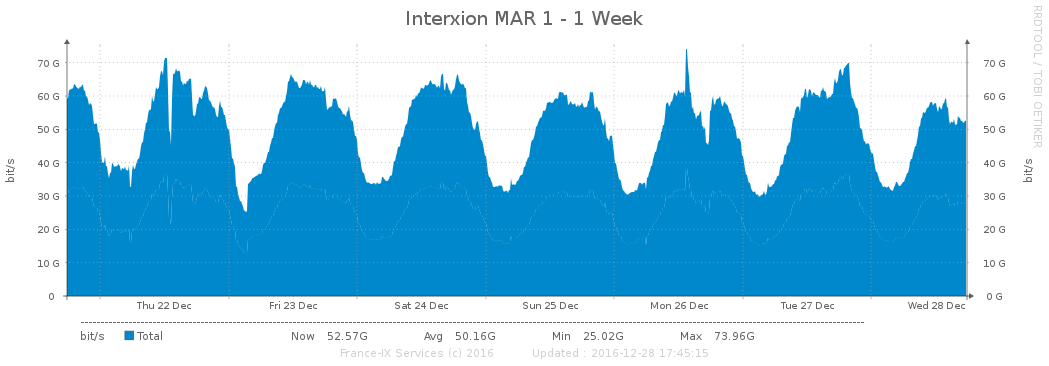 Interxion MAR 1 - 1 Week
RRDTOOL / TOBI OETIKER
bit/s
70 G
60 G
50 G
40 G
30 G
20 G
10 G
0
70 G
60 G
50 G
40 G
30 G
20 G
10 G
0 G
bit/s
Thu 22 Dec Fri 23 Dec Sat 24 Dec Sun 25 Dec Mon 26 Dec Tue 27 Dec Wed 28 Dec
bit/s Total Now 52.57G Avg 50.16G Min 25.02G Max 73.96G
France-IX Services (c) 2016 Updated : 2016-12-28 17:45:15